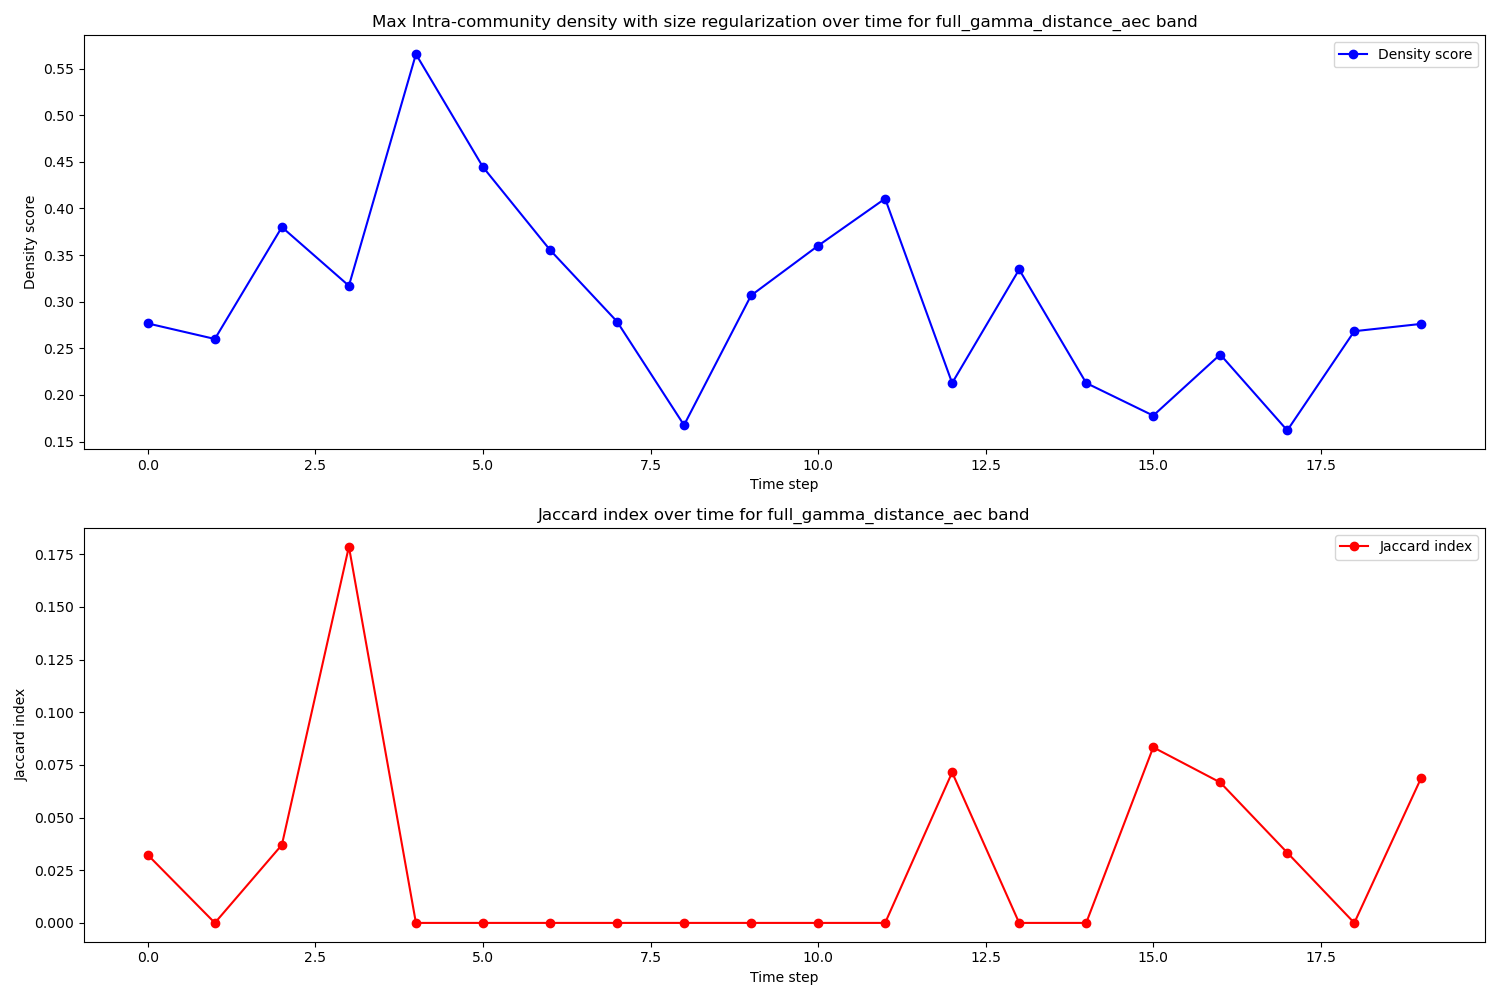 Max Intra-community density with size regularization over time for full_gamma_distance_aec band
Density score
0.55
0.50
0.45
0.40
0.35
0.30
0.25
0.20
0.15
Density score
0.0 2.5 5.0 7.5 10.0 12.5 15.0 17.5
Time step
Jaccard index over time for full_gamma_distance_aec band
Jaccard index
0.175
0.150
0.125
0.100
0.075
0.050
0.025
0.000
Jaccard index
0.0 2.5 5.0 7.5 10.0 12.5 15.0 17.5
Time step